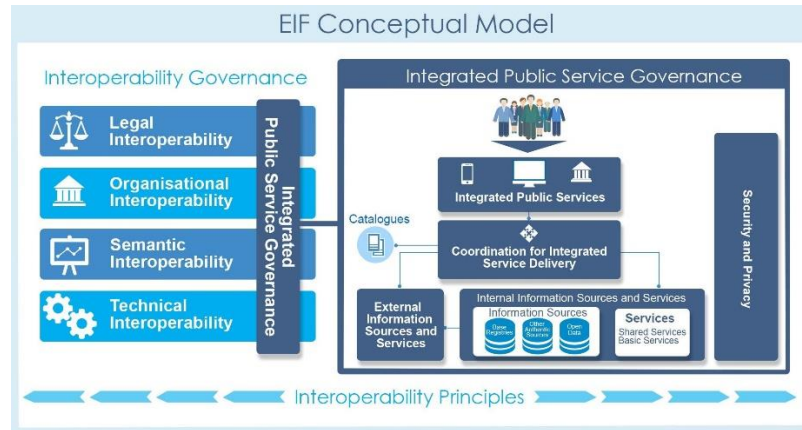 EIF Conceptual Model
Interoperability Governance
Legal
Interoperability
Organisational
Interoperability
Semantic
Interoperability
Technical
Interoperability
Integrated
Public Service Governance
Integrated Public Service Governance
Integrated Public Services
Catalogues
Coordination for Integrated
Service Delivery
External
Information
Sources and
Services
Internal Information Sources and Services
Information Sources
Base
Registries
Other
Authentic
Sources
Open
Data
Services
Shared Services
Basic Services
Security and Privacy
Interoperability Principles